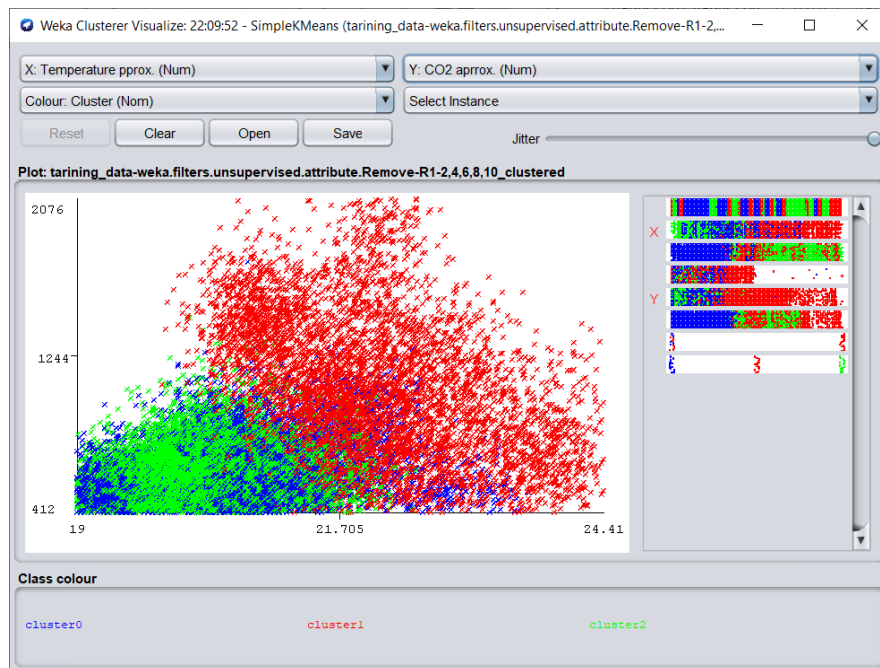 Weka Clusterer Visualize: 22:09:52 - SimpleKMeans (tarining_data-weka.filters.unsupervised.attribute.Remove-R1-2,...
X: Temperature pprox. (Num)
Y: CO2 aprrox. (Num)
Colour: Cluster (Nom)
Select Instance
Reset
Clear
Open
Save
Jitter
Plot: tarining_data-weka.filters.unsupervised.attribute.Remove-R1-2,4,6,8,10_clustered
2076
1244
412
19
21.705
24.41
X
Y
Class colour
cluster0
cluster1
cluster2